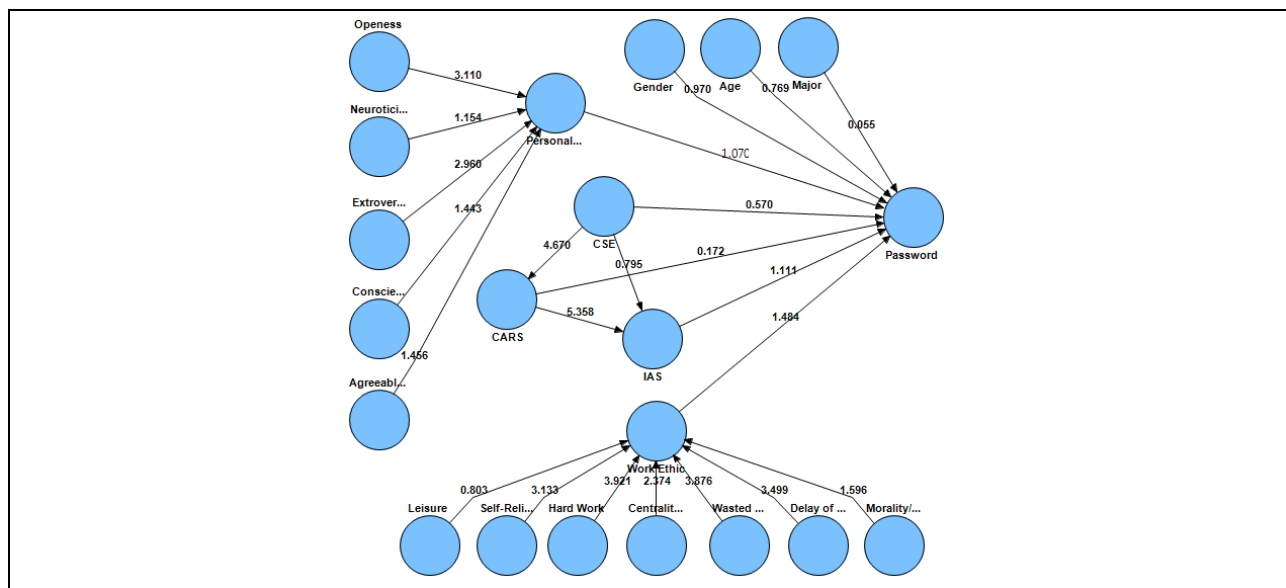 Openess
3.110
Neurotici...
1.154
Extrover...
2.960
Conscie...
1.443
Agreeabl...
1.456
Personal...
1.070
Gender
0.970
Age
0.769
Major
0.055
CSE
0.570
4.670
0.795
CARS
0.172
5.358
IAS
1.111
Password
1.484
Work Ethic
0.803
3.133
3.921
2.374
3.876
3.499
1.596
Leisure
Self-Reli...
Hard Work
Centralit...
Wasted ...
Delay of ...
Morality/...